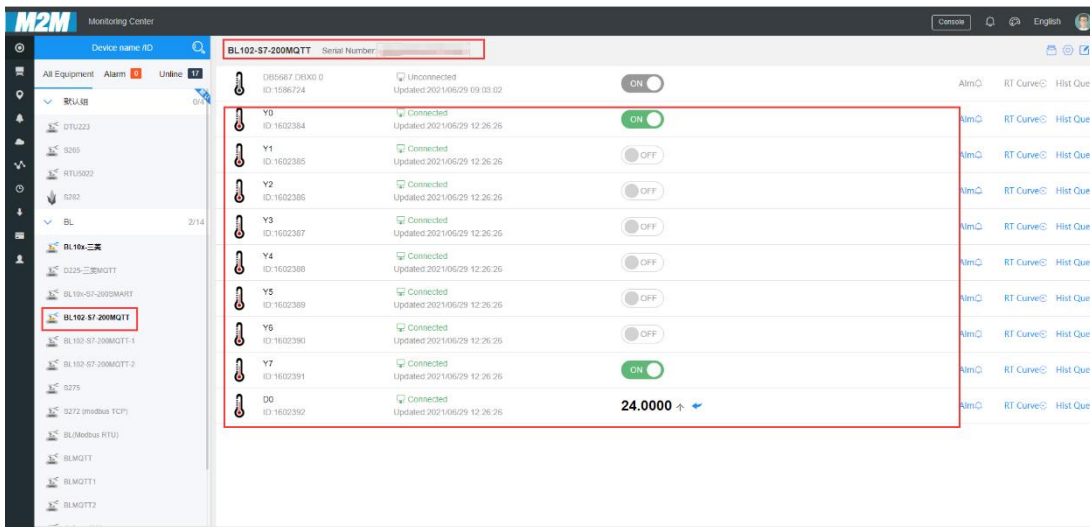 M2M Monitoring Center Console English
Device name /ID
BL102-S7-200MQTT Serial Number:
All Equipment Alarm 0 Unline 17
默认组 0/4
DTU223
S265
RTU5022
S282
BL 2/14
BL10x-三菱
D225-三菱MQTT
BL10x-S7-200SMART
BL102-S7-200MQTT
BL102-S7-200MQTT-1
BL102-S7-200MQTT-2
S275
S272 (modbus TCP)
BL(Modbus RTU)
BLMQTT
BLMQTT1
BLMQTT2
DB5687.DBX0.0 Unconnected ON Alm RT Curve Hist Que
ID:1586724 Updated:2021/06/29 09:03:02
Y0 Connected ON Alm RT Curve Hist Que
ID:1602384 Updated:2021/06/29 12:26:26
Y1 Connected OFF Alm RT Curve Hist Que
ID:1602385 Updated:2021/06/29 12:26:26
Y2 Connected OFF Alm RT Curve Hist Que
ID:1602386 Updated:2021/06/29 12:26:26
Y3 Connected OFF Alm RT Curve Hist Que
ID:1602387 Updated:2021/06/29 12:26:26
Y4 Connected OFF Alm RT Curve Hist Que
ID:1602388 Updated:2021/06/29 12:26:26
Y5 Connected OFF Alm RT Curve Hist Que
ID:1602389 Updated:2021/06/29 12:26:26
Y6 Connected OFF Alm RT Curve Hist Que
ID:1602390 Updated:2021/06/29 12:26:26
Y7 Connected ON Alm RT Curve Hist Que
ID:1602391 Updated:2021/06/29 12:26:26
D0 Connected 24.0000 Alm RT Curve Hist Que
ID:1602392 Updated:2021/06/29 12:26:26